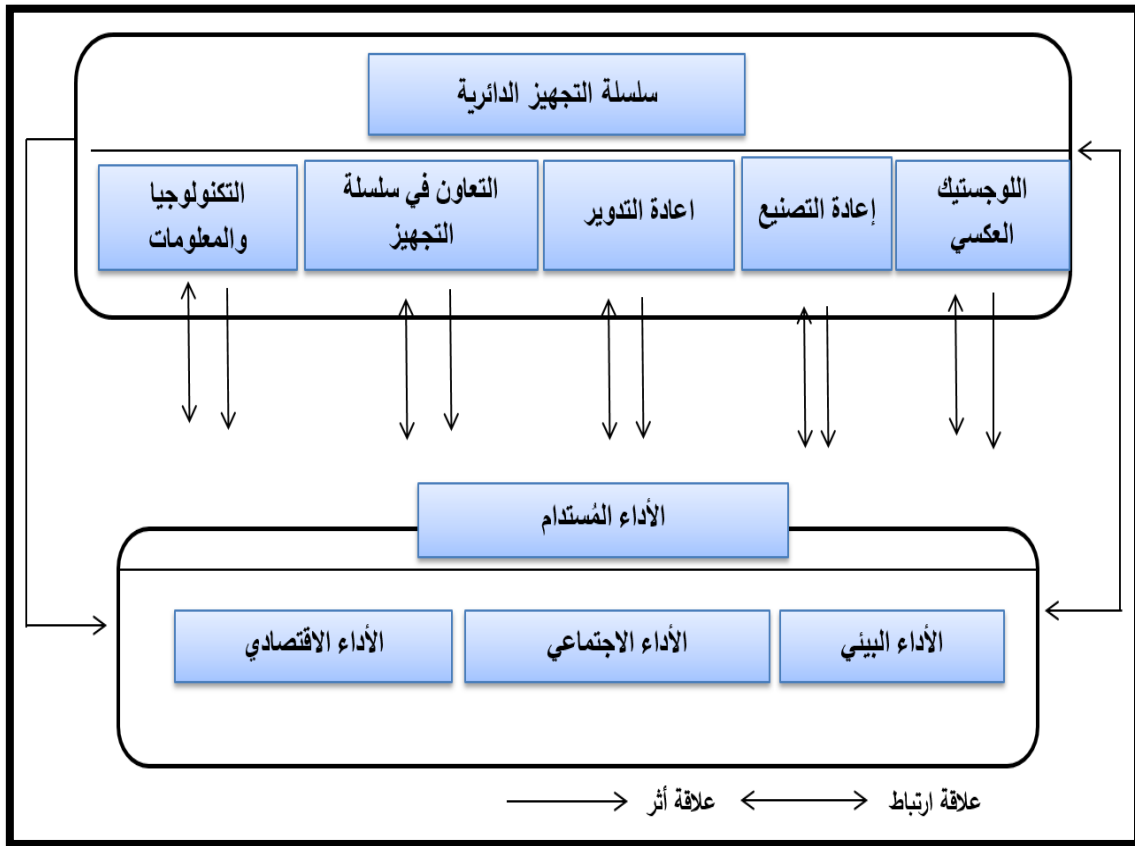 سلسلة التجهيز الدائرية
اللوجستيك
العكسي
إعادة التصنيع
اعادة التدوير
التعاون في سلسلة
التجهيز
التكنولوجيا
والمعلومات
الأداء المُستدام
الأداء البيئي
الأداء الاجتماعي
الأداء الاقتصادي
علاقة ارتباط
علاقة أثر